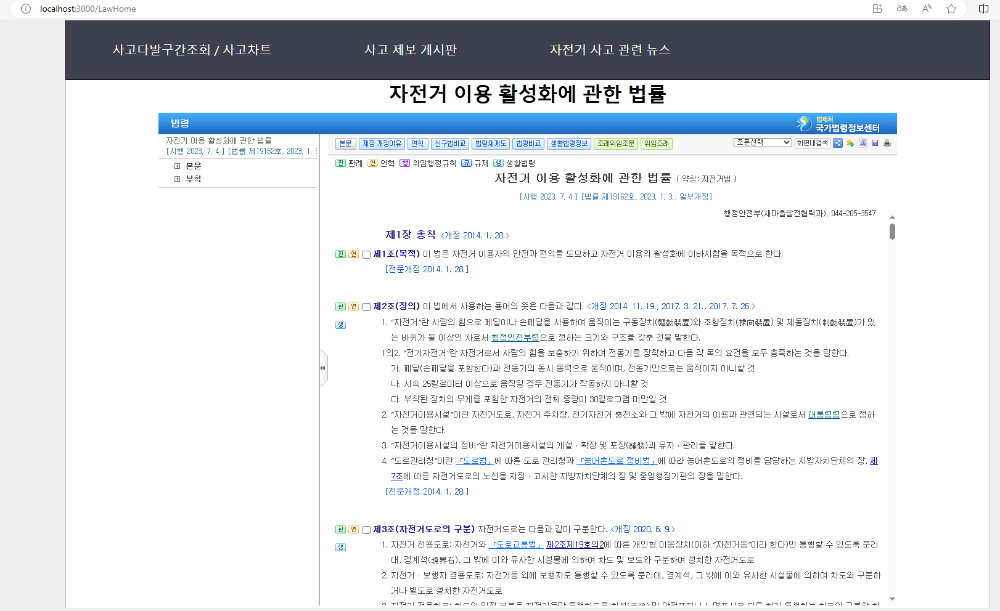 localhost:3000/LawHome
사고다발구간조회 / 사고차트
사고 제보 게시판
자전거 사고 관련 뉴스
자전거 이용 활성화에 관한 법률
법령
법제처
국가법령정보센터
자전거 이용 활성화에 관한 법률
[시행 2023. 7. 4.] [법률 제19162호, 2023. 1. 3
본문
부칙
본문 제정·개정이유 연혁 신구법비교 법령체계도 법령비교 생활법령정보 조례위임조문 위임조례
조문선택 화면내검색 漢
판 판례 연 연혁 행 위임행정규칙 규 규제 생 생활법령
자전거 이용 활성화에 관한 법률 ( 약칭: 자전거법 )
[시행 2023. 7. 4.] [법률 제19162호, 2023. 1. 3., 일부개정]
행정안전부(새마을발전협력과), 044-205-3547
제1장 총칙 <개정 2014. 1. 28.>
판 연 제1조(목적) 이 법은 자전거 이용자의 안전과 편의를 도모하고 자전거 이용의 활성화에 이바지함을 목적으로 한다.
[전문개정 2014. 1. 28.]
판 연 제2조(정의) 이 법에서 사용하는 용어의 뜻은 다음과 같다. <개정 2014. 11. 19., 2017. 3. 21., 2017. 7. 26.>
생
1. “자전거”란 사람의 힘으로 페달이나 손페달을 사용하여 움직이는 구동장치(驅動裝置)와 조향장치(操向裝置) 및 제동장치(制動裝置)가 있
는 바퀴가 둘 이상인 차로서 행정안전부령으로 정하는 크기와 구조를 갖춘 것을 말한다.
1의2. “전기자전거”란 자전거로서 사람의 힘을 보충하기 위하여 전동기를 장착하고 다음 각 목의 요건을 모두 충족하는 것을 말한다.
가. 페달(손페달을 포함한다)과 전동기의 동시 동력으로 움직이며, 전동기만으로는 움직이지 아니할 것
나. 시속 25킬로미터 이상으로 움직일 경우 전동기가 작동하지 아니할 것
다. 부착된 장치의 무게를 포함한 자전거의 전체 중량이 30킬로그램 미만일 것
2. “자전거이용시설”이란 자전거도로, 자전거 주차장, 전기자전거 충전소와 그 밖에 자전거의 이용과 관련되는 시설로서 대통령령으로 정하
는 것을 말한다.
3. “자전거이용시설의 정비”란 자전거이용시설의 개설ㆍ확장 및 포장(鋪裝)과 유지ㆍ관리를 말한다.
4. “도로관리청”이란 「도로법」에 따른 도로 관리청과 「농어촌도로 정비법」에 따라 농어촌도로의 정비를 담당하는 지방자치단체의 장, 제
7조에 따른 자전거도로의 노선을 지정ㆍ고시한 지방자치단체의 장 및 중앙행정기관의 장을 말한다.
[전문개정 2014. 1. 28.]
판 연 제3조(자전거도로의 구분) 자전거도로는 다음과 같이 구분한다. <개정 2020. 6. 9.>
생
1. 자전거 전용도로: 자전거와 「도로교통법」 제2조제19호의2에 따른 개인형 이동장치(이하 “자전거등”이라 한다)만 통행할 수 있도록 분리
대, 경계석(境界石), 그 밖에 이와 유사한 시설물에 의하여 차도 및 보도와 구분하여 설치한 자전거도로
2. 자전거ㆍ보행자 겸용도로: 자전거등 외에 보행자도 통행할 수 있도록 분리대, 경계석, 그 밖에 이와 유사한 시설물에 의하여 차도와 구분하
거나 별도로 설치한 자전거도로